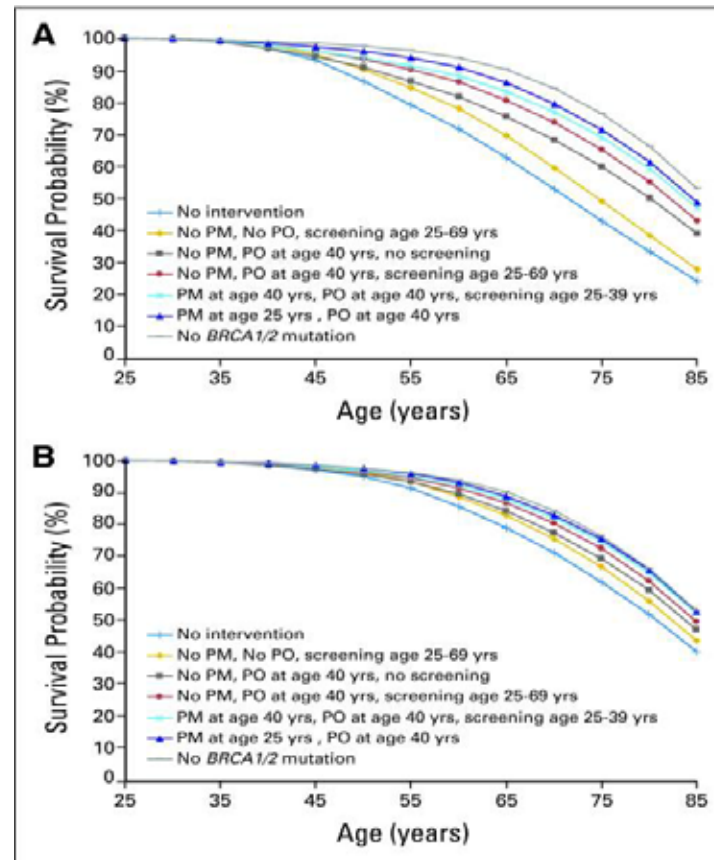 A
Survival Probability (%)
100
90
80
70
60
50
40
30
20
10
0
No intervention
No PM, No PO, screening age 25-69 yrs
No PM, PO at age 40 yrs, no screening
No PM, PO at age 40 yrs, screening age 25-69 yrs
PM at age 40 yrs, PO at age 40 yrs, screening age 25-39 yrs
PM at age 25 yrs , PO at age 40 yrs
No BRCA1/2 mutation
25 35 45 55 65 75 85
Age (years)
B
Survival Probability (%)
100
90
80
70
60
50
40
30
20
10
0
No intervention
No PM, No PO, screening age 25-69 yrs
No PM, PO at age 40 yrs, no screening
No PM, PO at age 40 yrs, screening age 25-69 yrs
PM at age 40 yrs, PO at age 40 yrs, screening age 25-39 yrs
PM at age 25 yrs , PO at age 40 yrs
No BRCA1/2 mutation
25 35 45 55 65 75 85
Age (years)